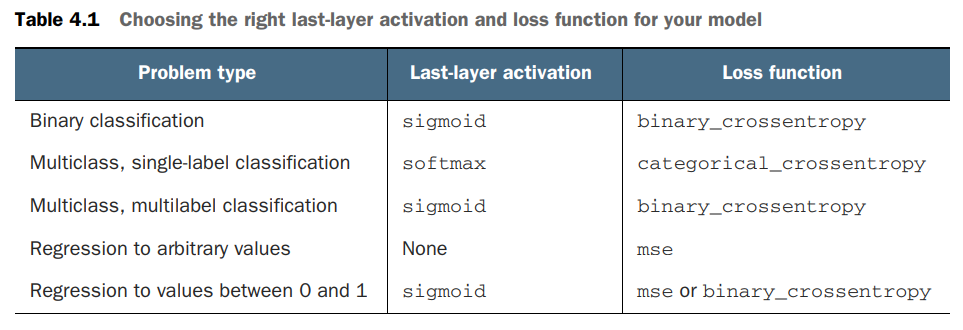 Table 4.1 Choosing the right last-layer activation and loss function for your model
Problem type Last-layer activation Loss function
Binary classification sigmoid binary_crossentropy
Multiclass, single-label classification softmax categorical_crossentropy
Multiclass, multilabel classification sigmoid binary_crossentropy
Regression to arbitrary values None mse
Regression to values between 0 and 1 sigmoid mse or binary_crossentropy